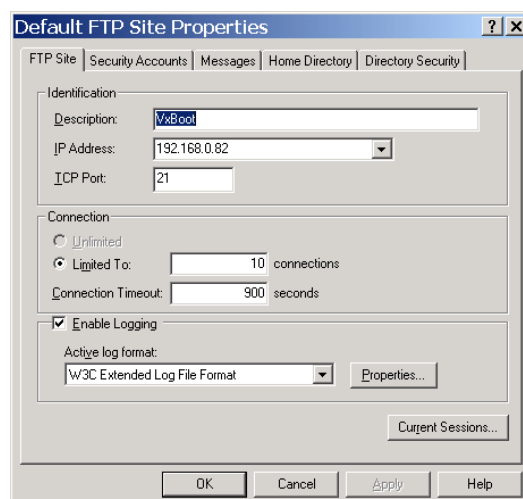 Default FTP Site Properties ? X
FTP Site Security Accounts Messages Home Directory Directory Security
Identification
Description: VxBoot
IP Address: 192.168.0.82
TCP Port: 21
Connection
Unlimited
Limited To: 10 connections
Connection Timeout: 900 seconds
Enable Logging
Active log format:
W3C Extended Log File Format Properties...
Current Sessions...
OK Cancel Apply Help